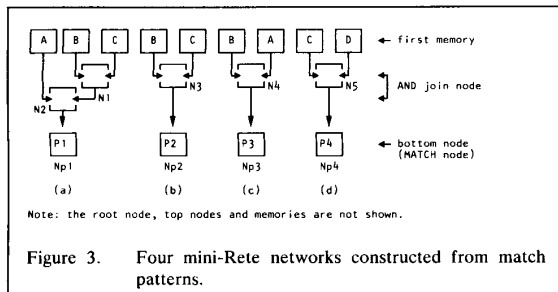 A B C B C B A C D ← first memory
N1 N3 N4 N5 AND join node
N2
P1 P2 P3 P4 ← bottom node
(MATCH node)
Np1 Np2 Np3 Np4
(a) (b) (c) (d)
Note: the root node, top nodes and memories are not shown.
Figure 3. Four mini-Rete networks constructed from match
patterns.